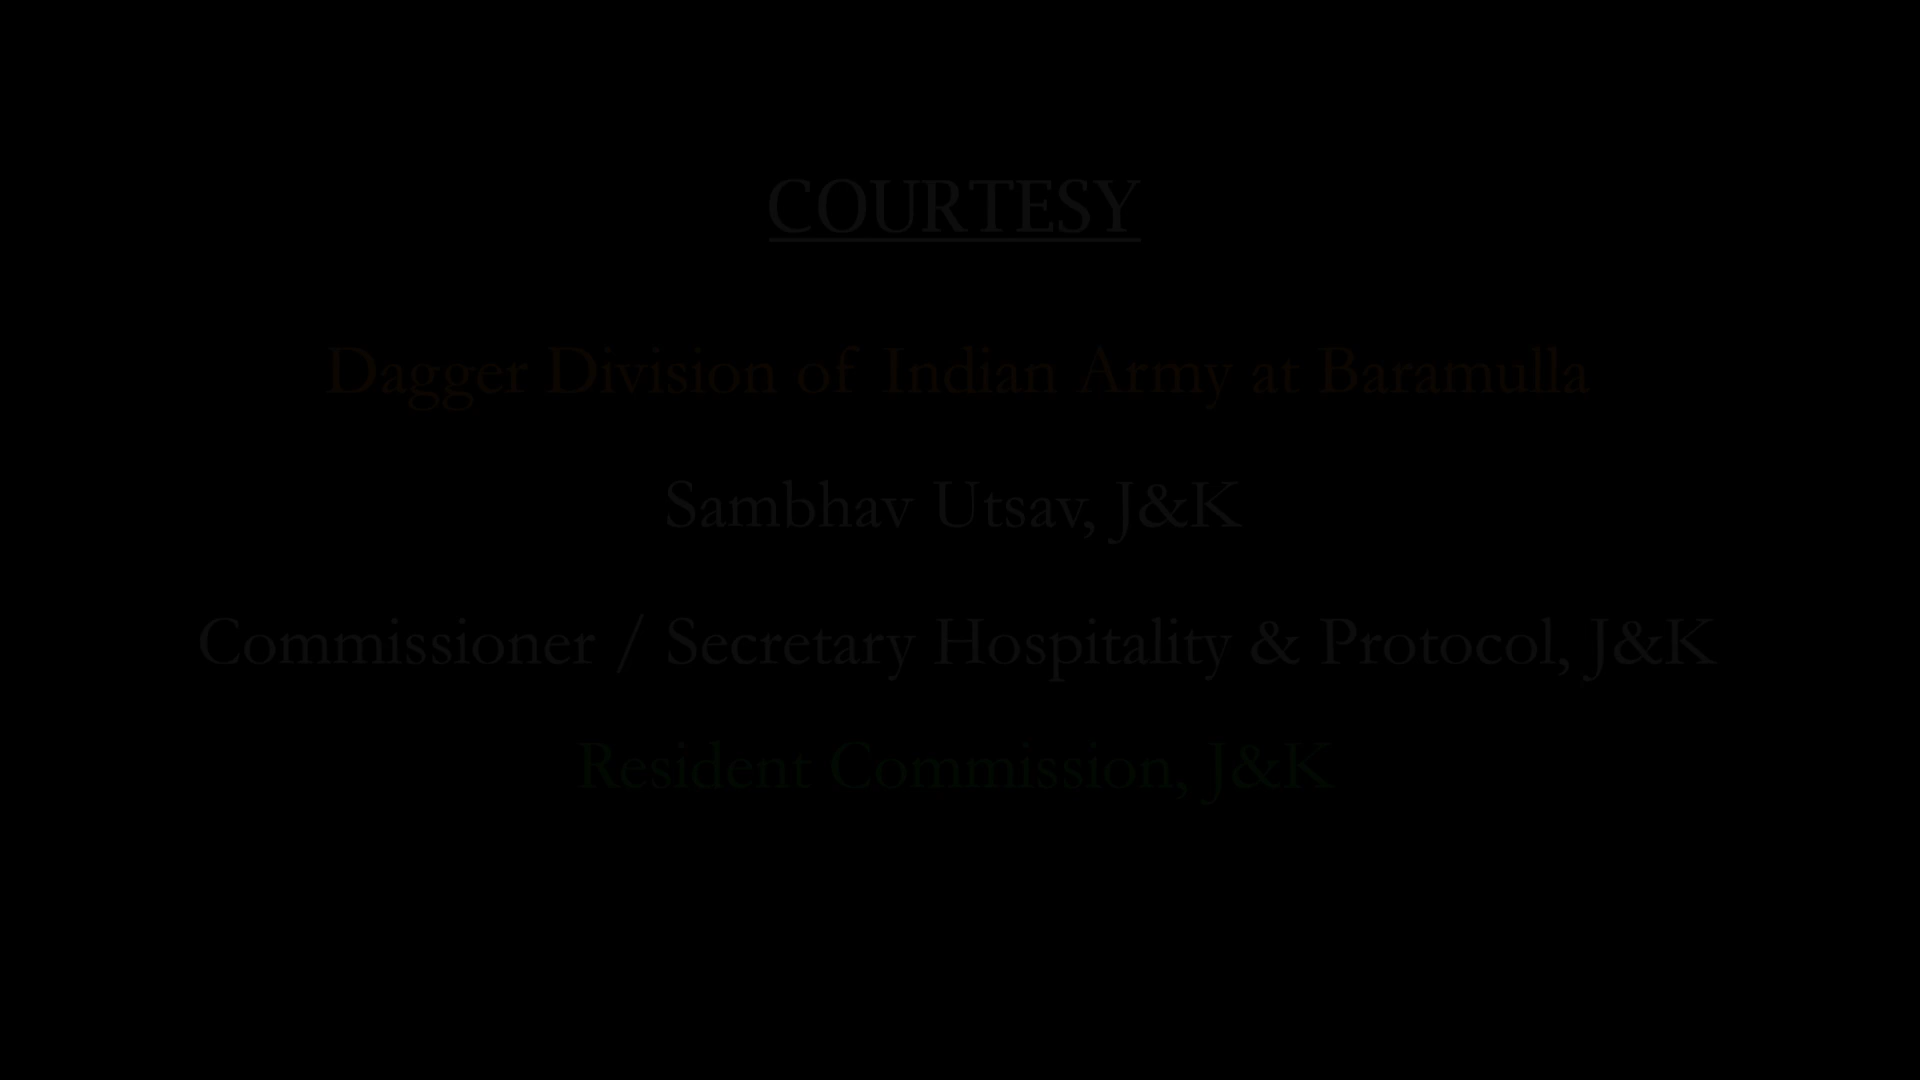 COURTESY
Dagger Division of Indian Army at Baramulla
Sambhav Utsav, J&K
Commissioner / Secretary Hospitality & Protocol, J&K
Resident Commission, J&K